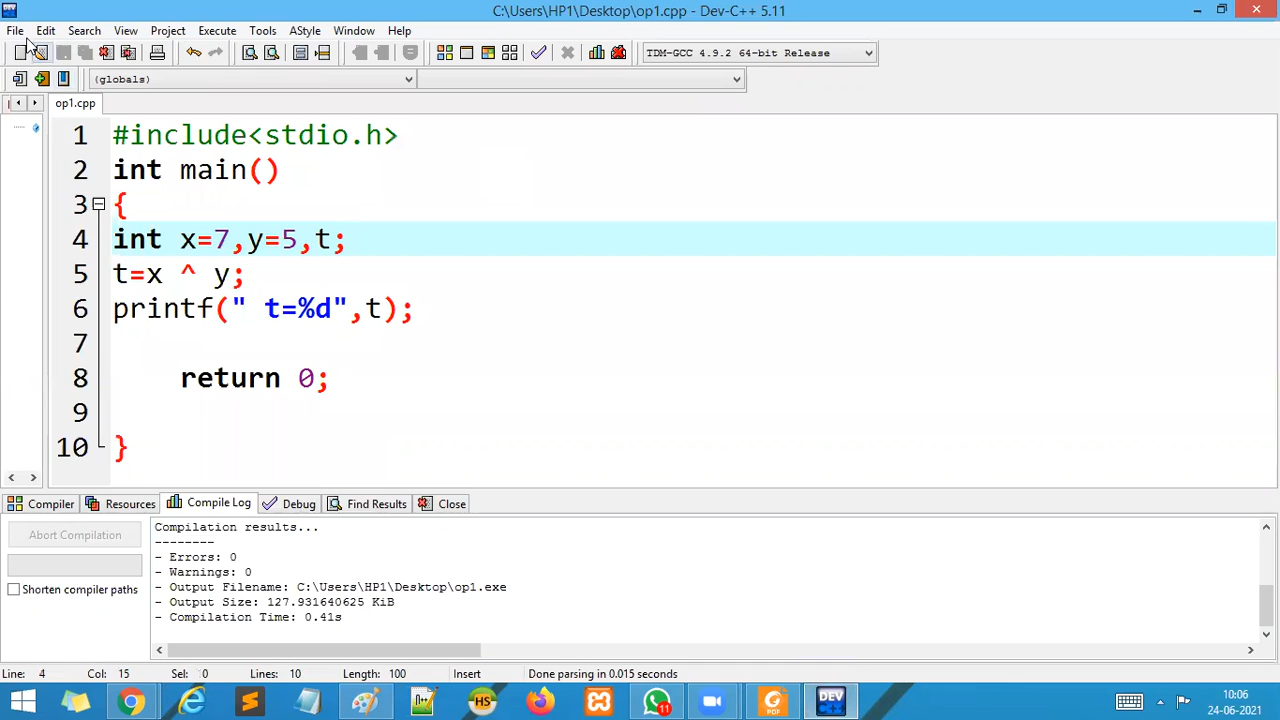 C:\Users\HP1\Desktop\op1.cpp - Dev-C++ 5.11
File Edit Search View Project Execute Tools AStyle Window Help
TDM-GCC 4.9.2 64-bit Release
(globals)
op1.cpp
1 #include<stdio.h>
2 int main()
3 {
4 int x=7,y=5,t;
5 t=x ^ y;
6 printf(" t=%d",t);
7
8 return 0;
9
10 }
Compiler Resources Compile Log Debug Find Results Close
Abort Compilation
Shorten compiler paths
Compilation results...
--------
- Errors: 0
- Warnings: 0
- Output Filename: C:\Users\HP1\Desktop\op1.exe
- Output Size: 127.931640625 KiB
- Compilation Time: 0.41s
Line: 4 Col: 15 Sel: 0 Lines: 10 Length: 100 Insert Done parsing in 0.015 seconds
HS
11
PDF
DEV
C++
10:06
24-06-2021